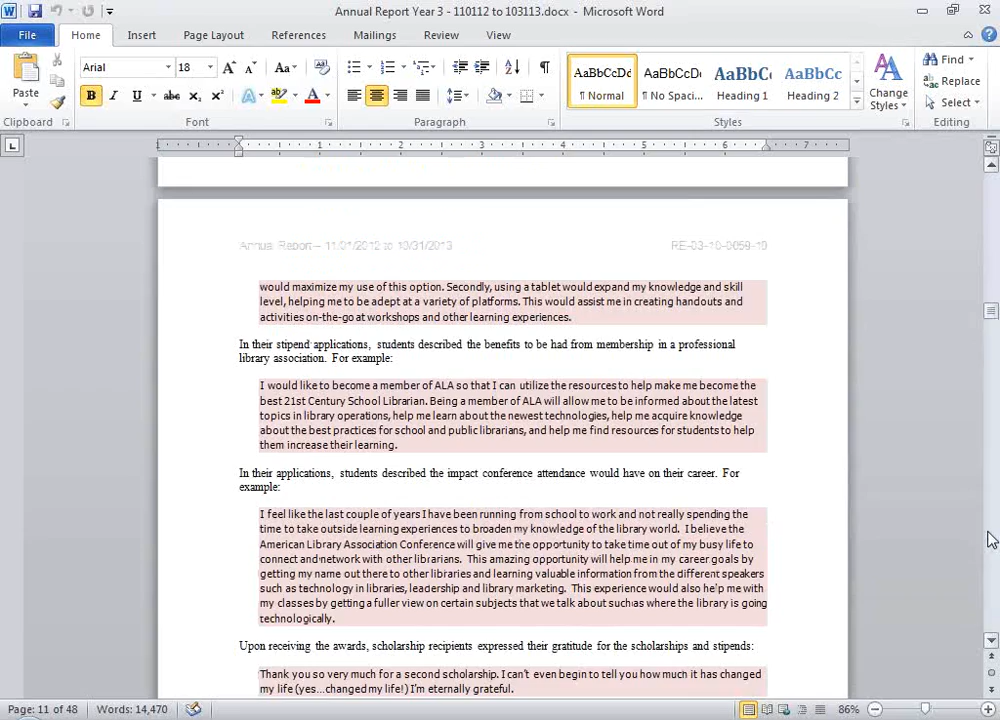 Annual Report Year 3 - 110112 to 103113.docx - Microsoft Word
File Home Insert Page Layout References Mailings Review View
Arial 18
Paste
Clipboard Font Paragraph Styles Editing
AaBbCcDd AaBbCcDd AaBbCc AaBbCc
¶ Normal ¶ No Spaci... Heading 1 Heading 2
Change Styles
Find
Replace
Select
1 1 2 3 4 5 6 7
Annual Report – 11/01/2012 to 10/31/2013 RE-03-10-0059-10
would maximize my use of this option. Secondly, using a tablet would expand my knowledge and skill
level, helping me to be adept at a variety of platforms. This would assist me in creating handouts and
activities on-the-go at workshops and other learning experiences.
In their stipend applications, students described the benefits to be had from membership in a professional
library association. For example:
I would like to become a member of ALA so that I can utilize the resources to help make me become the
best 21st Century School Librarian. Being a member of ALA will allow me to be informed about the latest
topics in library operations, help me learn about the newest technologies, help me acquire knowledge
about the best practices for school and public librarians, and help me find resources for students to help
them increase their learning.
In their applications, students described the impact conference attendance would have on their career. For
example:
I feel like the last couple of years I have been running from school to work and not really spending the
time to take outside learning experiences to broaden my knowledge of the library world. I believe the
American Library Association Conference will give me the opportunity to take time out of my busy life to
connect and network with other librarians. This amazing opportunity will help me in my career goals by
getting my name out there to other libraries and learning valuable information from the different speakers
such as technology in libraries, leadership and library marketing. This experience would also help me with
my classes by getting a fuller view on certain subjects that we talk about such as where the library is going
technologically.
Upon receiving the awards, scholarship recipients expressed their gratitude for the scholarships and stipends:
Thank you so very much for a second scholarship. I can't even begin to tell you how much it has changed
my life (yes...changed my life!) I'm eternally grateful.
Page: 11 of 48 Words: 14,470 86%